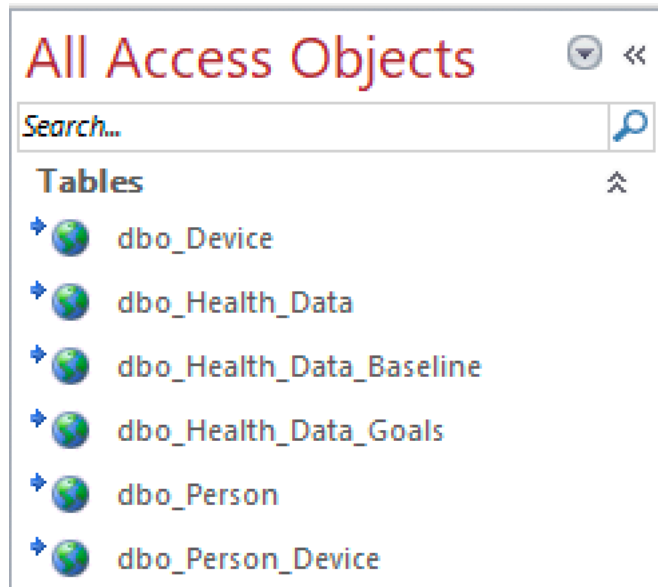 All Access Objects
Search...
Tables
dbo_Device
dbo_Health_Data
dbo_Health_Data_Baseline
dbo_Health_Data_Goals
dbo_Person
dbo_Person_Device